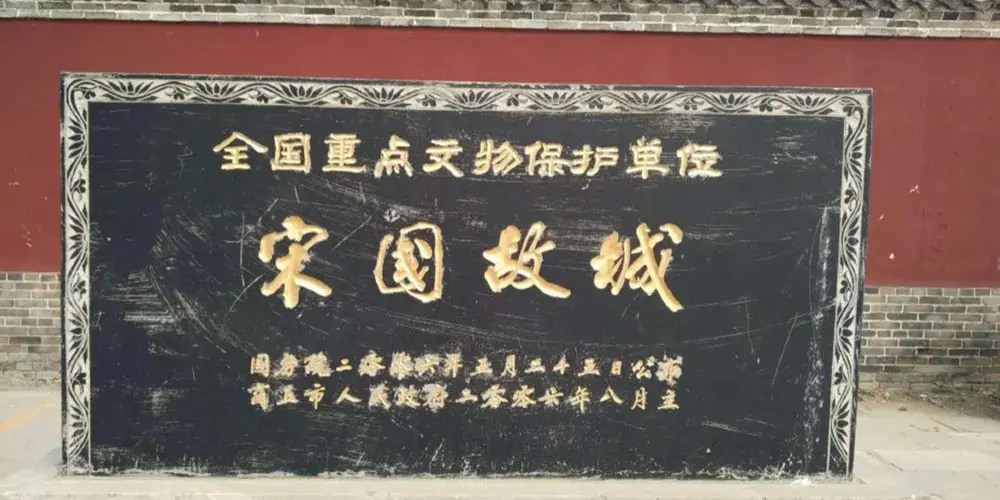 全国重点文物保护单位
宋國故城
国务院二零零六年五月二十五日公布
商丘市人民政府二零零六年八月立